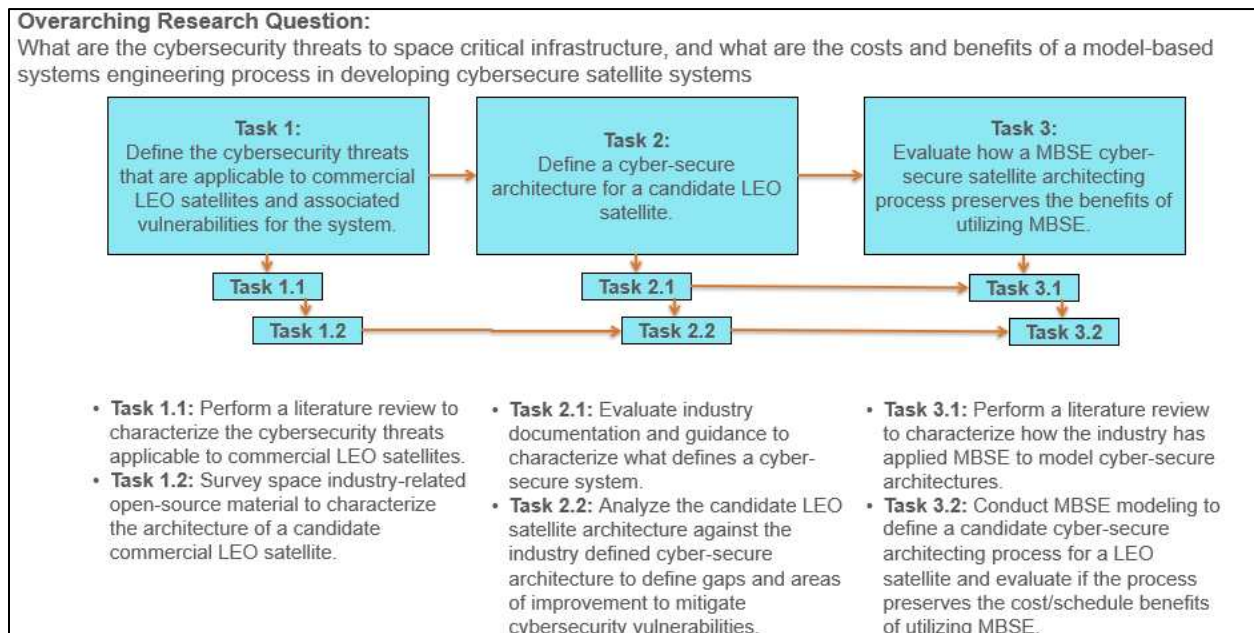 Overarching Research Question:
What are the cybersecurity threats to space critical infrastructure, and what are the costs and benefits of a model-based
systems engineering process in developing cybersecure satellite systems
Task 1:
Define the cybersecurity threats
that are applicable to commercial
LEO satellites and associated
vulnerabilities for the system.
Task 2:
Define a cyber-secure
architecture for a candidate LEO
satellite.
Task 3:
Evaluate how a MBSE cyber-
secure satellite architecting
process preserves the benefits of
utilizing MBSE.
Task 1.1
Task 2.1
Task 3.1
Task 1.2
Task 2.2
Task 3.2
• Task 1.1: Perform a literature review to
characterize the cybersecurity threats
applicable to commercial LEO satellites.
• Task 1.2: Survey space industry-related
open-source material to characterize
the architecture of a candidate
commercial LEO satellite.
• Task 2.1: Evaluate industry
documentation and guidance to
characterize what defines a cyber-
secure system.
• Task 2.2: Analyze the candidate LEO
satellite architecture against the
industry defined cyber-secure
architecture to define gaps and areas
of improvement to mitigate
cybersecurity vulnerabilities.
• Task 3.1: Perform a literature review
to characterize how the industry has
applied MBSE to model cyber-secure
architectures.
• Task 3.2: Conduct MBSE modeling to
define a candidate cyber-secure
architecting process for a LEO
satellite and evaluate if the process
preserves the cost/schedule benefits
of utilizing MBSE.